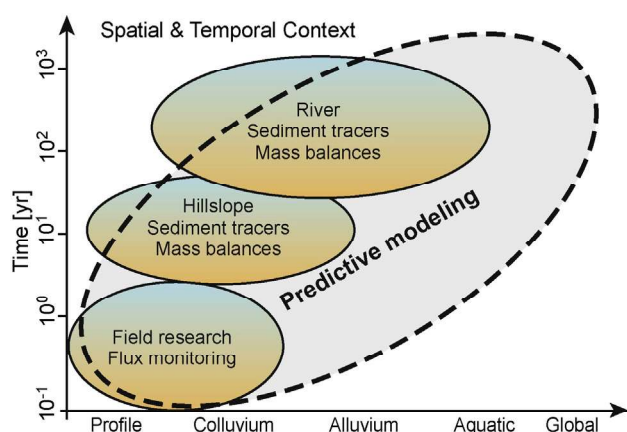 Spatial & Temporal Context
Time [yr]
10³
10²
10¹
10⁰
10⁻¹
River
Sediment tracers
Mass balances
Hillslope
Sediment tracers
Mass balances
Field research
Flux monitoring
Predictive modeling
Profile Colluvium Alluvium Aquatic Global